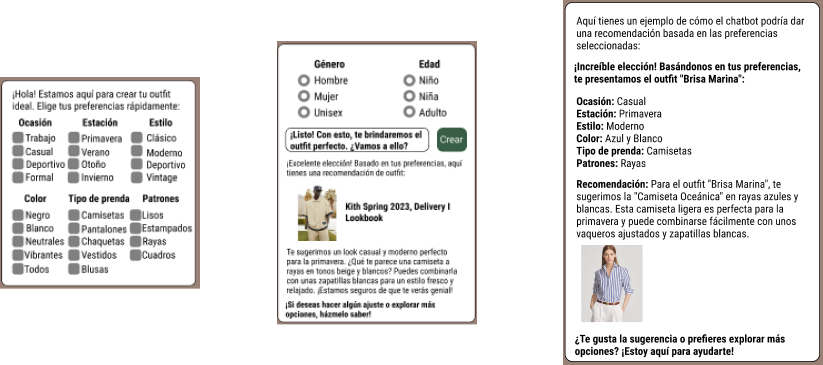 ¡Hola! Estamos aquí para crear tu outfit
ideal. Elige tus preferencias rápidamente:
Ocasión Estación Estilo
Trabajo Primavera Clásico
Casual Verano Moderno
Deportivo Otoño Deportivo
Formal Invierno Vintage
Color Tipo de prenda Patrones
Negro Camisetas Lisos
Blanco Pantalones Estampados
Neutrales Chaquetas Rayas
Vibrantes Vestidos Cuadros
Todos Blusas
Género Edad
Hombre Niño
Mujer Niña
Unisex Adulto
¡Listo! Con esto, te brindaremos el
outfit perfecto. ¿Vamos a ello?
Crear
¡Excelente elección! Basado en tus preferencias, aquí
tienes una recomendación de outfit:
Kith Spring 2023, Delivery I
Lookbook
Te sugerimos un look casual y moderno perfecto
para la primavera. ¿Qué te parece una camiseta a
rayas en tonos beige y blancos? Puedes combinarla
con unas zapatillas blancas para un estilo fresco y
relajado. ¡Estamos seguros de que te verás genial!
¡Si deseas hacer algún ajuste o explorar más
opciones, házmelo saber!
Aquí tienes un ejemplo de cómo el chatbot podría dar
una recomendación basada en las preferencias
seleccionadas:
¡Increíble elección! Basándonos en tus preferencias,
te presentamos el outfit "Brisa Marina":
Ocasión: Casual
Estación: Primavera
Estilo: Moderno
Color: Azul y Blanco
Tipo de prenda: Camisetas
Patrones: Rayas
Recomendación: Para el outfit "Brisa Marina", te
sugerimos la "Camiseta Oceánica" en rayas azules y
blancas. Esta camiseta ligera es perfecta para la
primavera y puede combinarse fácilmente con unos
vaqueros ajustados y zapatillas blancas.
¿Te gusta la sugerencia o prefieres explorar más
opciones? ¡Estoy aquí para ayudarte!